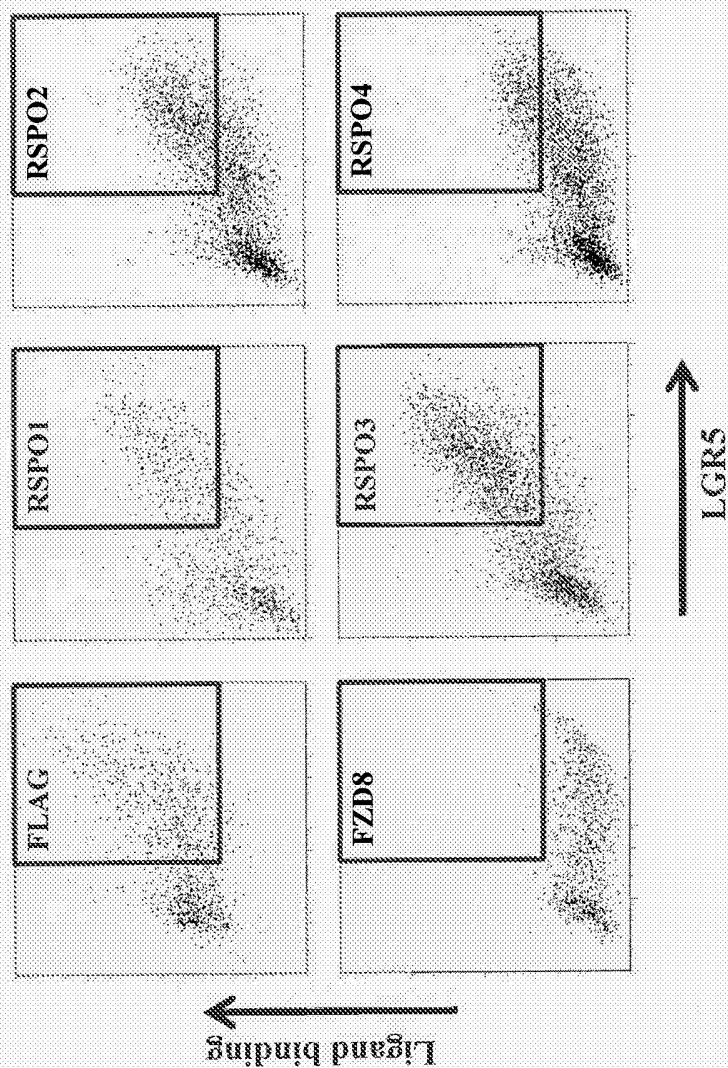 FLAG
RSPO1
RSPO2
FZD8
RSPO3
RSPO4
Ligand binding
LGR5